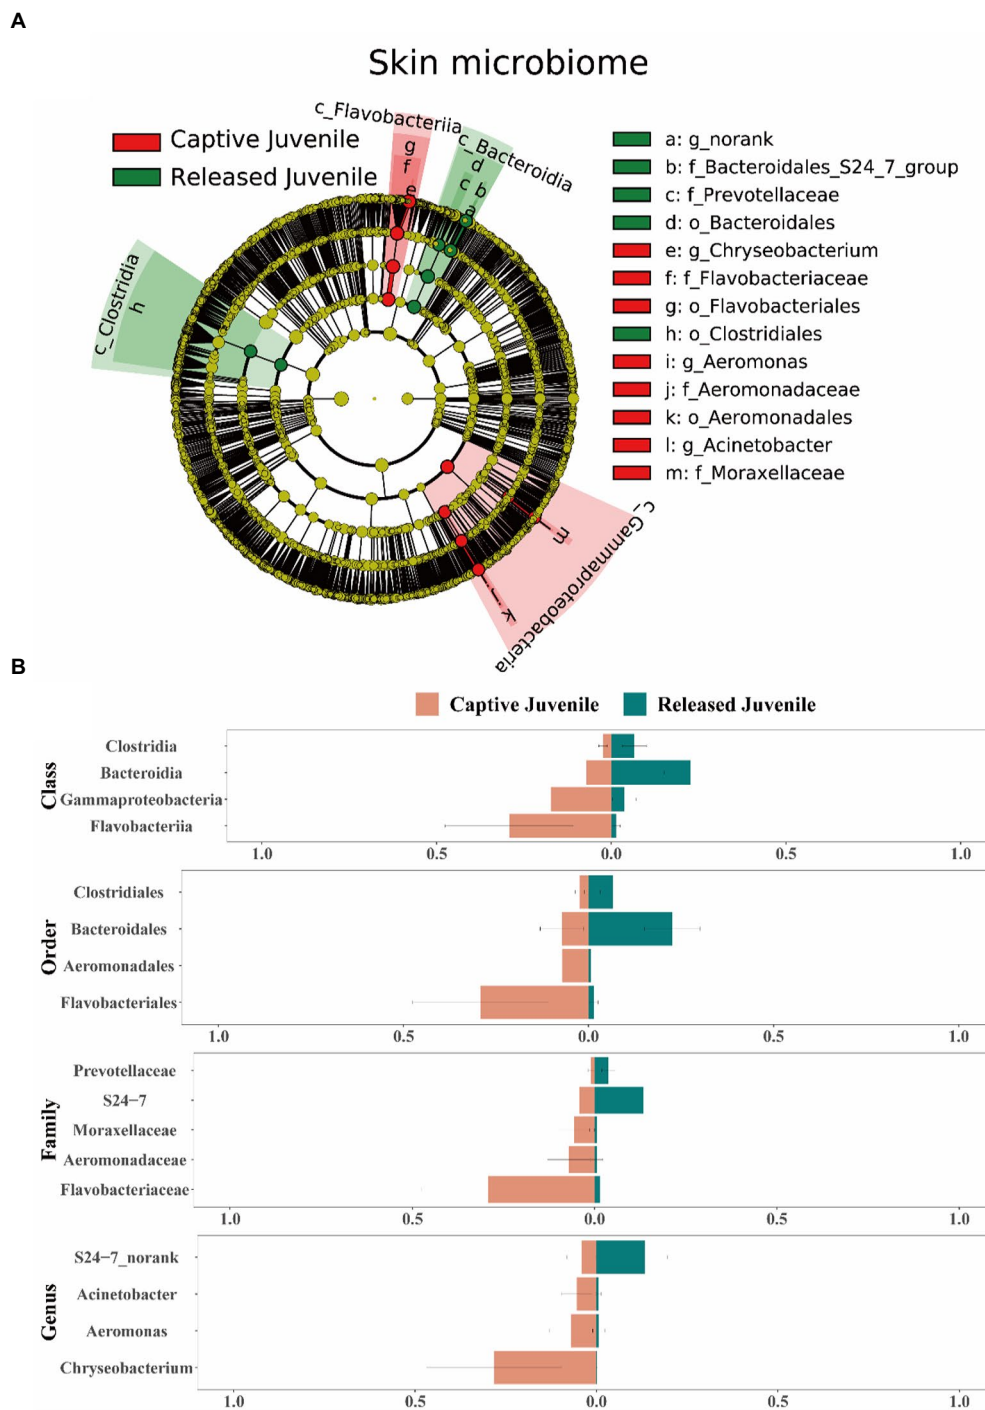 A
Skin microbiome
Captive Juvenile
Released Juvenile
c_Flavobacteriia
g
f
e
c_Bacteroidia
d
c b
a
c_Clostridia
h
c_Gammaproteobacteria
m
k
a: g_norank
b: f_Bacteroidales_S24_7_group
c: f_Prevotellaceae
d: o_Bacteroidales
e: g_Chryseobacterium
f: f_Flavobacteriaceae
g: o_Flavobacteriales
h: o_Clostridiales
i: g_Aeromonas
j: f_Aeromonadaceae
k: o_Aeromonadales
l: g_Acinetobacter
m: f_Moraxellaceae
B
Captive Juvenile Released Juvenile
Class
Clostridia
Bacteroidia
Gammaproteobacteria
Flavobacteriia
1.0 0.5 0.0 0.5 1.0
Order
Clostridiales
Bacteroidales
Aeromonadales
Flavobacteriales
1.0 0.5 0.0 0.5 1.0
Family
Prevotellaceae
S24−7
Moraxellaceae
Aeromonadaceae
Flavobacteriaceae
1.0 0.5 0.0 0.5 1.0
Genus
S24−7_norank
Acinetobacter
Aeromonas
Chryseobacterium
1.0 0.5 0.0 0.5 1.0